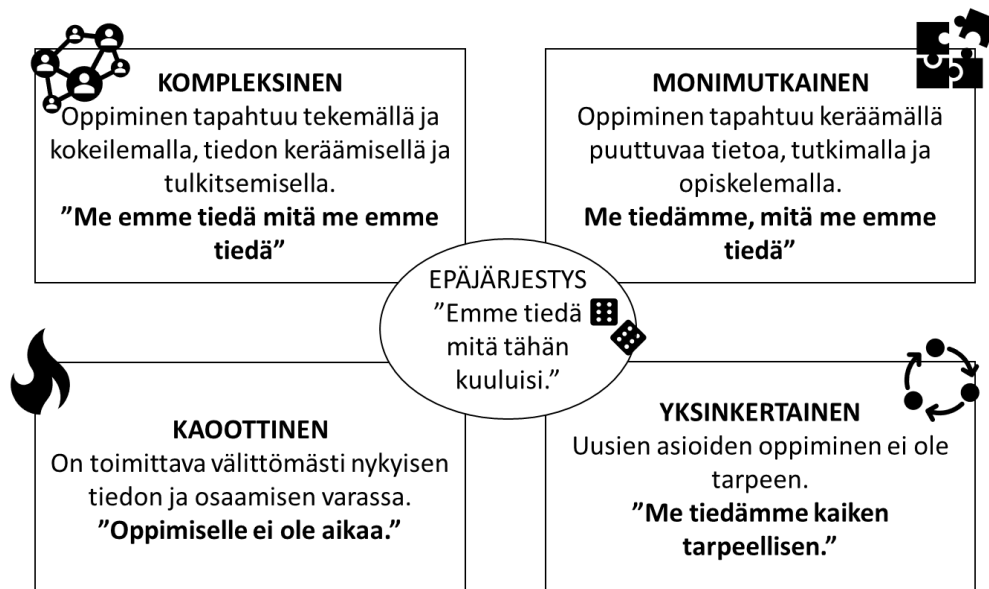 KOMPLEKSINEN
Oppiminen tapahtuu tekemällä ja
kokeilemalla, tiedon keräämisellä ja
tulkitsemisella.
”Me emme tiedä mitä me emme
tiedä”
MONIMUTKAINEN
Oppiminen tapahtuu keräämällä
puuttuvaa tietoa, tutkimalla ja
opiskelemalla.
Me tiedämme, mitä me emme
tiedä”
EPÄJÄRJESTYS
”Emme tiedä
mitä tähän
kuuluisi.”
KAOOTTINEN
On toimittava välittömästi nykyisen
tiedon ja osaamisen varassa.
”Oppimiselle ei ole aikaa.”
YKSINKERTAINEN
Uusien asioiden oppiminen ei ole
tarpeen.
”Me tiedämme kaiken
tarpeellisen.”